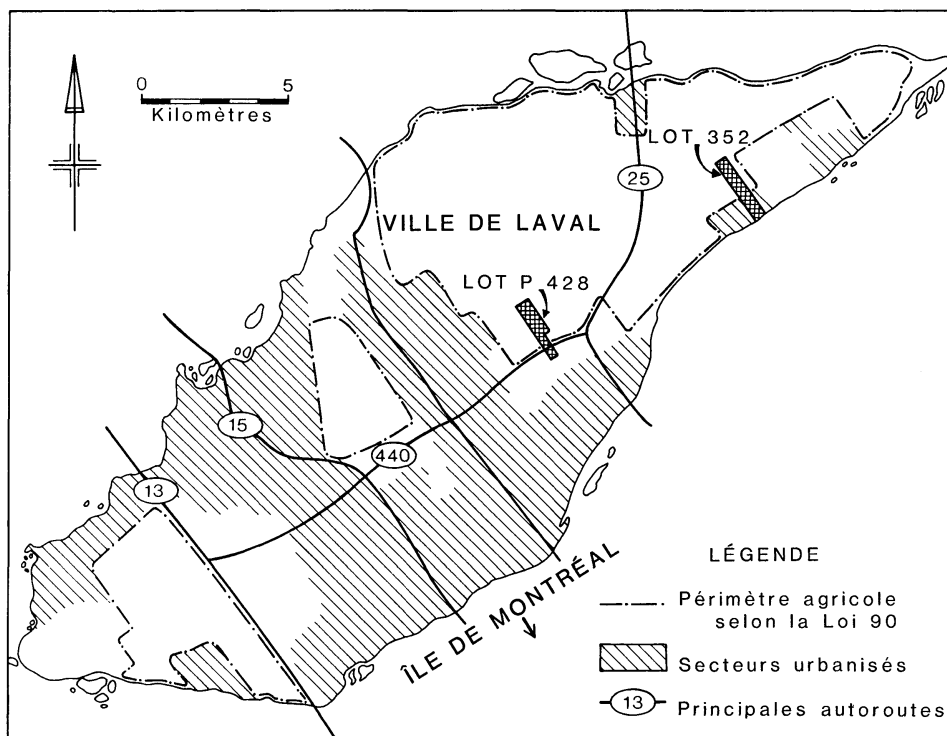 0 5
Kilomètres
LOT 352
25
VILLE DE LAVAL
LOT P 428
15
440
13
ÎLE DE MONTRÉAL
LÉGENDE
Périmètre agricole
selon la Loi 90
Secteurs urbanisés
13 Principales autoroutes